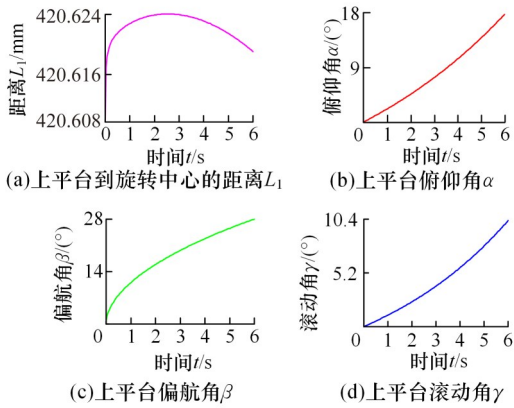 420.624
420.616
420.608
距离L₁/mm
0 1 2 3 4 5 6
时间t/s
(a)上平台到旋转中心的距离L₁
18
9
俯仰角α/(°)
0 1 2 3 4 5 6
时间t/s
(b)上平台俯仰角α
28
14
偏航角β/(°)
0 1 2 3 4 5 6
时间t/s
(c)上平台偏航角β
10.4
5.2
滚动角γ/(°)
0 1 2 3 4 5 6
时间t/s
(d)上平台滚动角γ